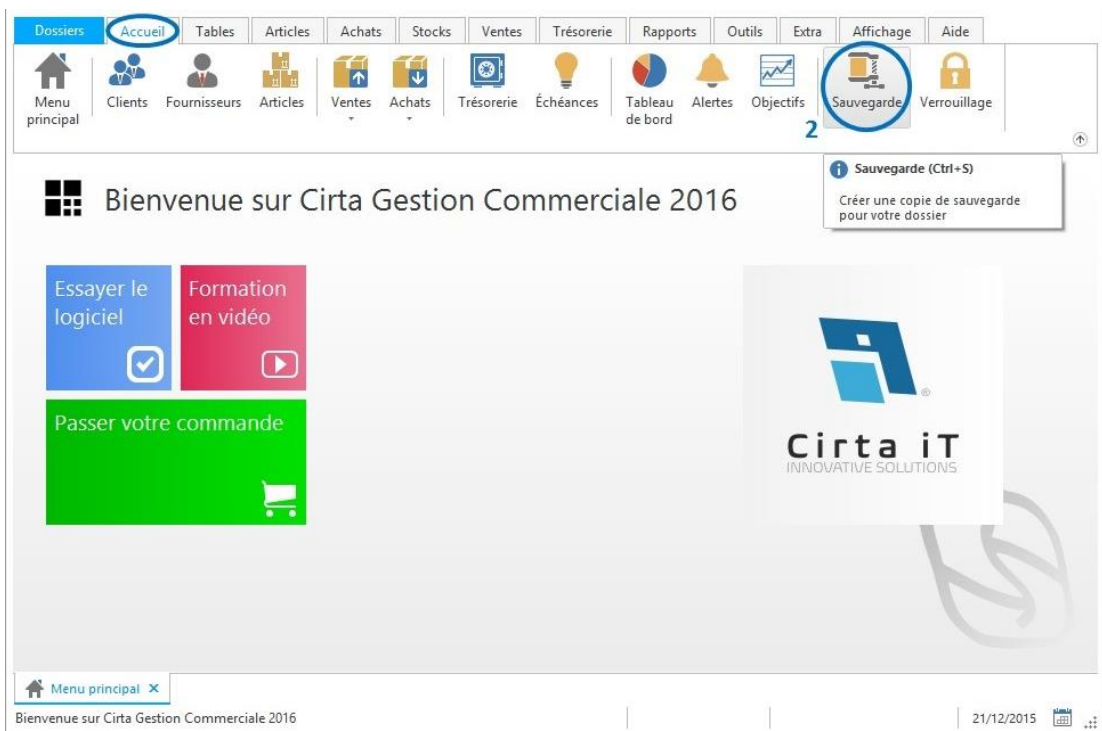 Dossiers Accueil Tables Articles Achats Stocks Ventes Trésorerie Rapports Outils Extra Affichage Aide
Menu principal
Clients
Fournisseurs
Articles
Ventes
Achats
Trésorerie
Échéances
Tableau de bord
Alertes
Objectifs
Sauvegarde
Verrouillage
2
Sauvegarde (Ctrl+S)
Créer une copie de sauvegarde
pour votre dossier
Bienvenue sur Cirta Gestion Commerciale 2016
Essayer le
logiciel
Formation
en vidéo
Passer votre commande
®
Cirta iT
INNOVATIVE SOLUTIONS
Menu principal
Bienvenue sur Cirta Gestion Commerciale 2016
21/12/2015